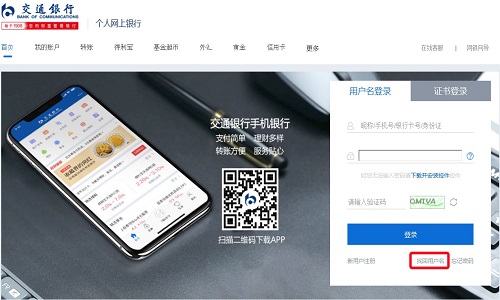 交通银行
BANK OF COMMUNICATIONS
个人网上银行
首页 我的账户 转账 得利宝 基金超市 外汇 贵金 信用卡 更多 在线客服 网银向导
交通银行手机银行
支付简单 理财多样
转账方便 服务贴心
扫描二维码下载APP
用户名登录 证书登录
昵称/手机号/银行卡号/身份证
下载并安装控件
请输入验证码
登录
新用户注册 找回用户名 忘记密码